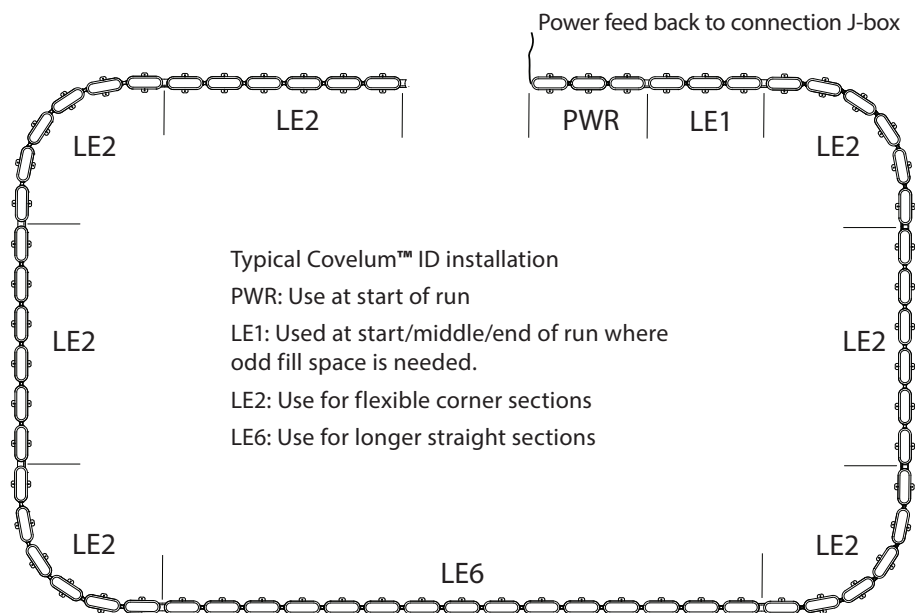 Power feed back to connection J-box
LE2
PWR
LE1
LE2
LE2
Typical Covelum™ ID installation
PWR: Use at start of run
LE1: Used at start/middle/end of run where
odd fill space is needed.
LE2: Use for flexible corner sections
LE6: Use for longer straight sections
LE2
LE2
LE2
LE6
LE2